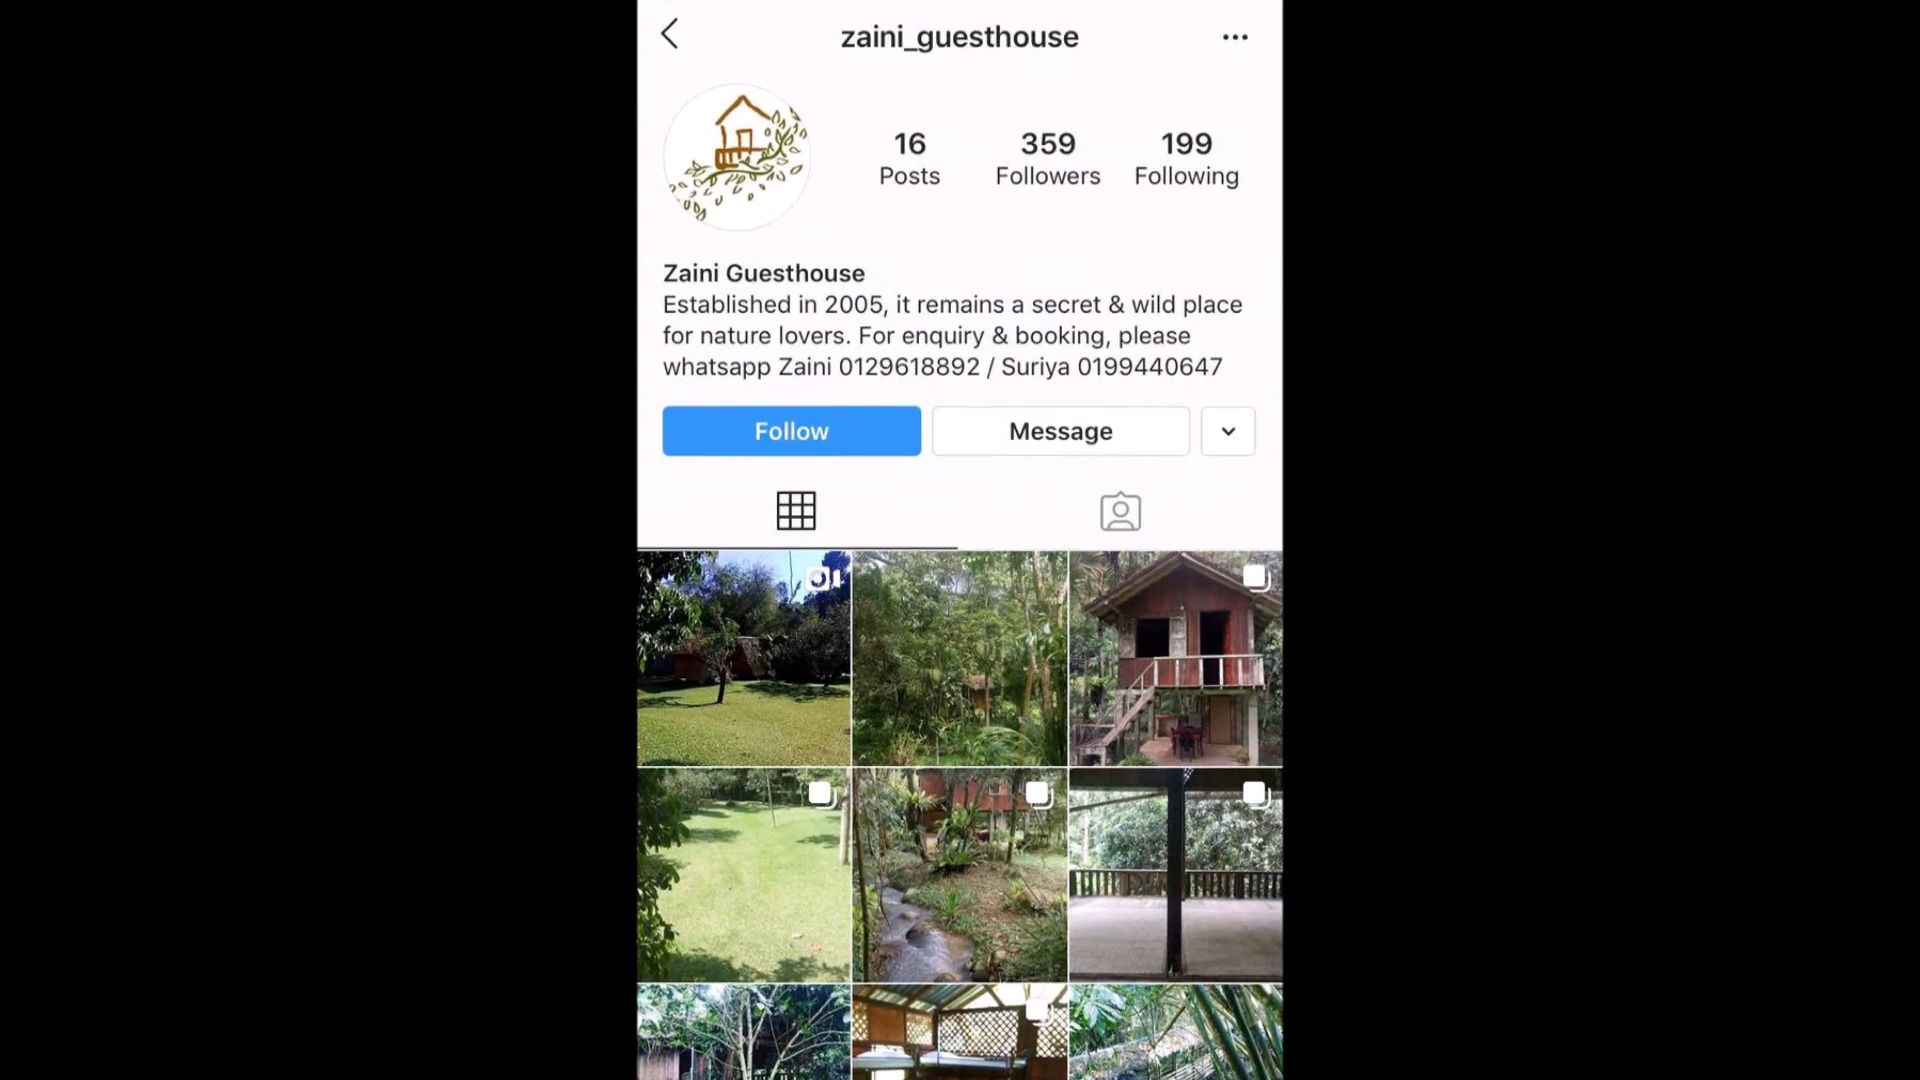 zaini_guesthouse
16 359 199
Posts Followers Following
Zaini Guesthouse
Established in 2005, it remains a secret & wild place
for nature lovers. For enquiry & booking, please
whatsapp Zaini 0129618892 / Suriya 0199440647
Follow Message